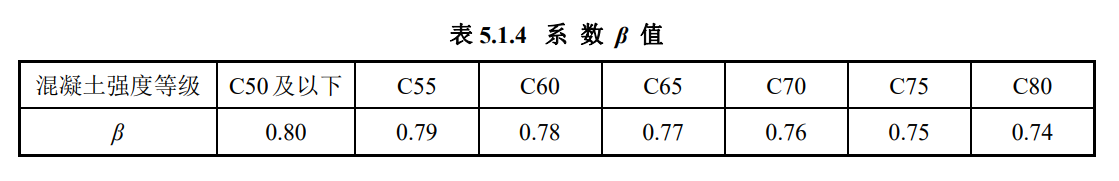 表 5.1.4 系 数 β 值
混凝土强度等级 C50 及以下 C55 C60 C65 C70 C75 C80
β 0.80 0.79 0.78 0.77 0.76 0.75 0.74